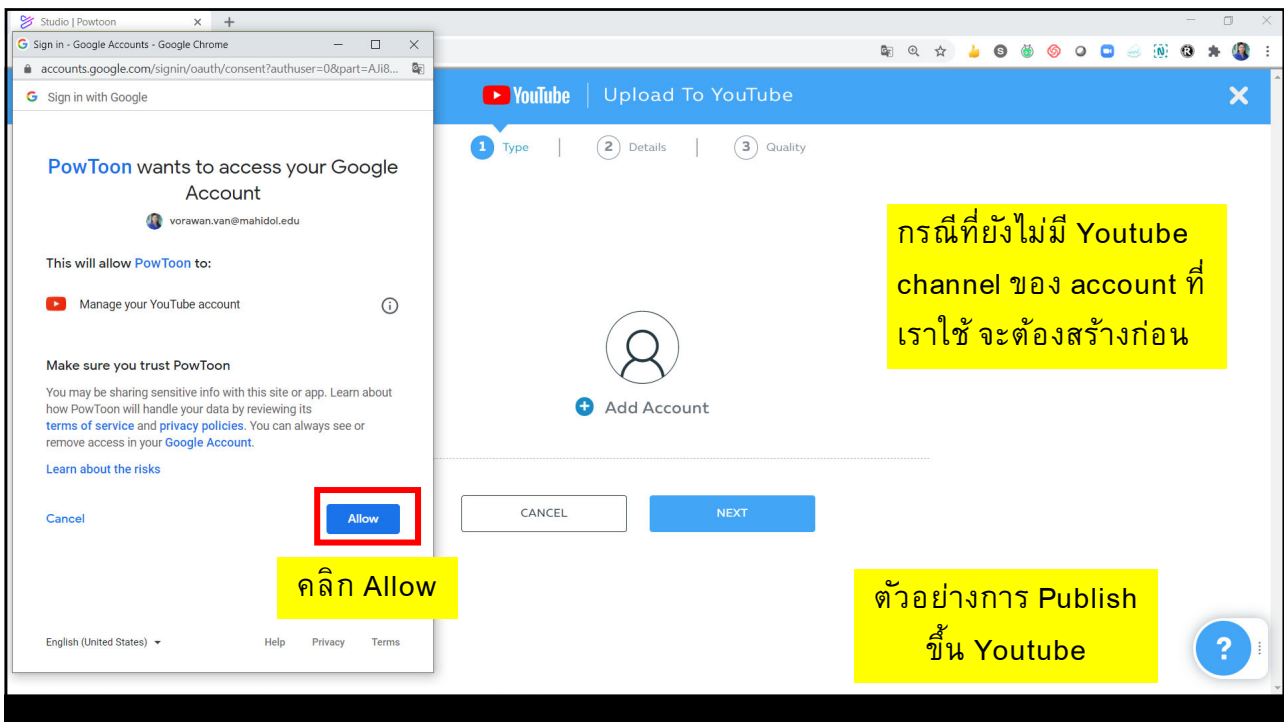 Studio | Powtoon
Sign in - Google Accounts - Google Chrome
accounts.google.com/signin/oauth/consent?authuser=0&part=AJi8...
Sign in with Google
YouTube Upload To YouTube
1 Type 2 Details 3 Quality
PowToon wants to access your Google
Account
vorawan.van@mahidol.edu
This will allow PowToon to:
Manage your YouTube account
Make sure you trust PowToon
You may be sharing sensitive info with this site or app. Learn about
how PowToon will handle your data by reviewing its
terms of service and privacy policies. You can always see or
remove access in your Google Account.
Learn about the risks
Cancel
Allow
คลิก Allow
English (United States)
Help Privacy Terms
กรณีที่ยังไม่มี Youtube
channel ของ account ที่
เราใช้ จะต้องสร้างก่อน
Add Account
CANCEL
NEXT
ตัวอย่างการ Publish
ขึ้น Youtube
?